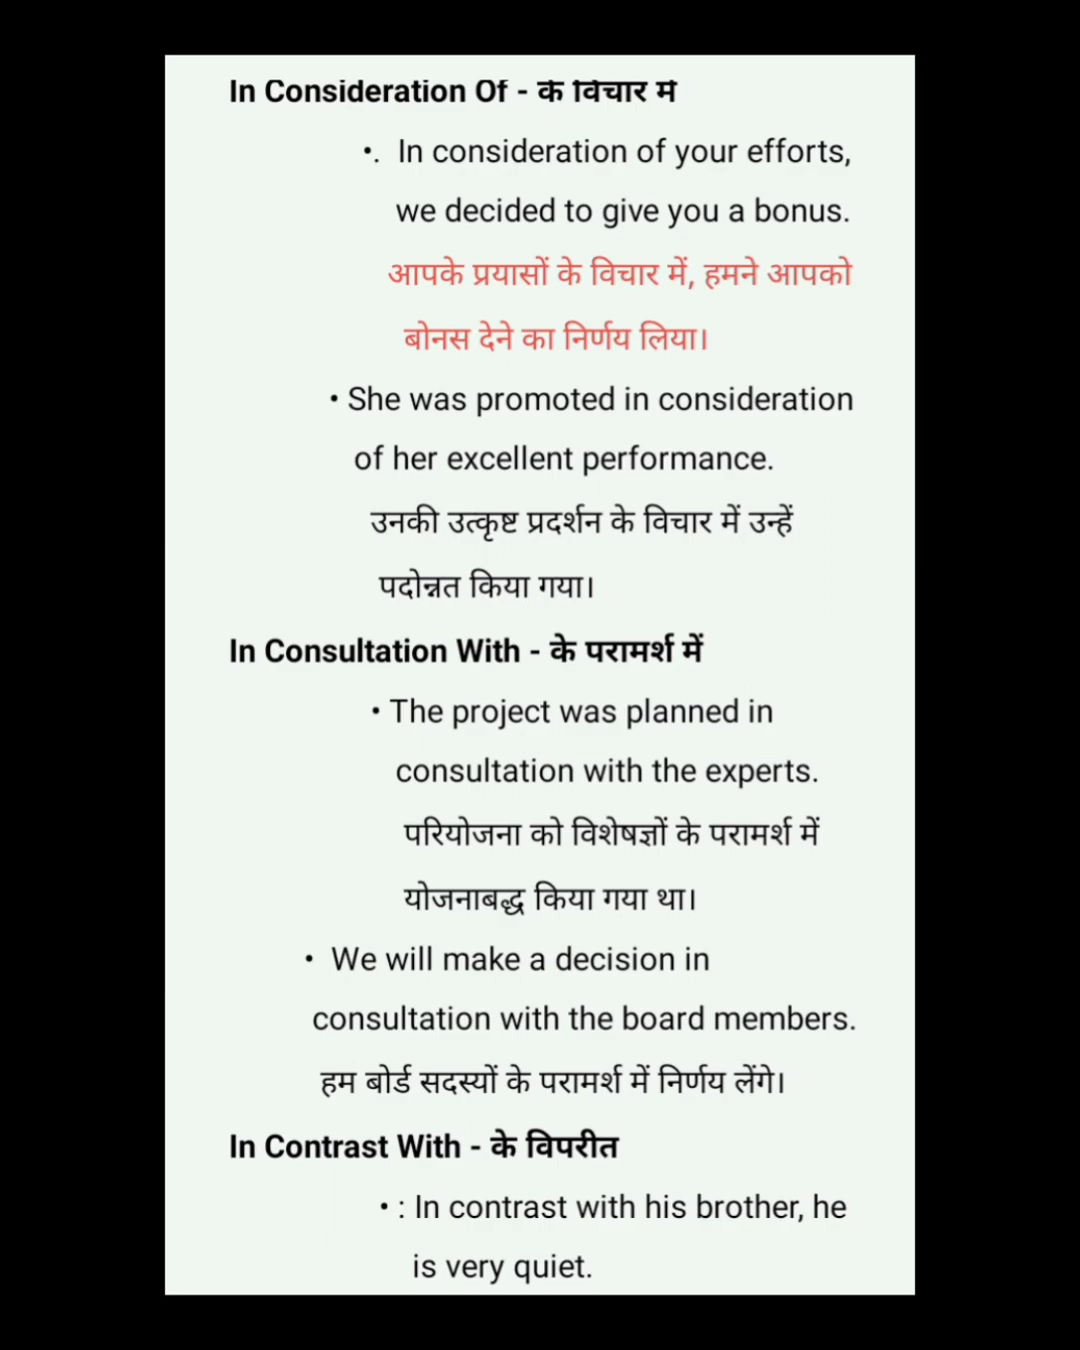 In Consideration Of - के विचार में
•. In consideration of your efforts,
we decided to give you a bonus.
आपके प्रयासों के विचार में, हमने आपको
बोनस देने का निर्णय लिया।
• She was promoted in consideration
of her excellent performance.
उनकी उत्कृष्ट प्रदर्शन के विचार में उन्हें
पदोन्नत किया गया।
In Consultation With - के परामर्श में
• The project was planned in
consultation with the experts.
परियोजना को विशेषज्ञों के परामर्श में
योजनाबद्ध किया गया था।
• We will make a decision in
consultation with the board members.
हम बोर्ड सदस्यों के परामर्श में निर्णय लेंगे।
In Contrast With - के विपरीत
• : In contrast with his brother, he
is very quiet.